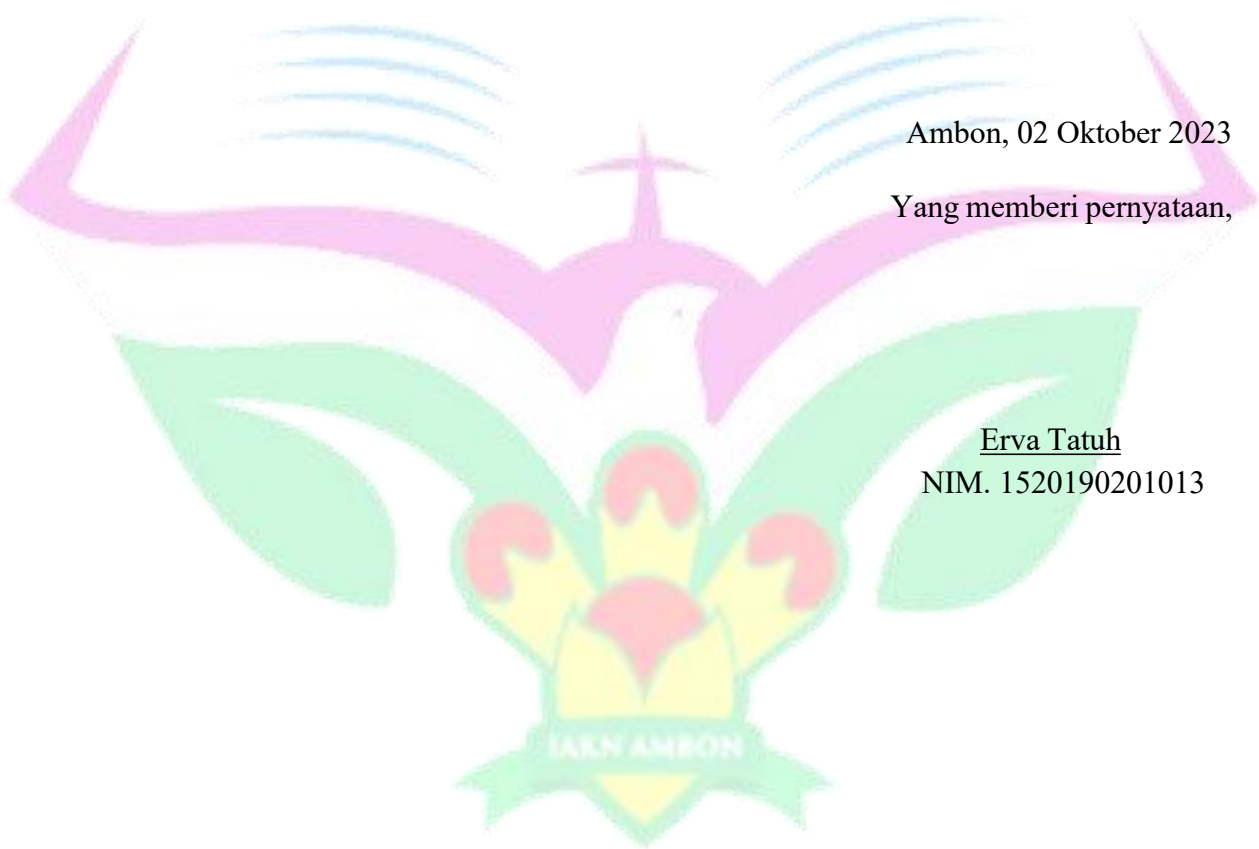 Ambon, 02 Oktober 2023
Yang memberi pernyataan,
Erva Tatuh
NIM. 1520190201013
IAKN AMBON